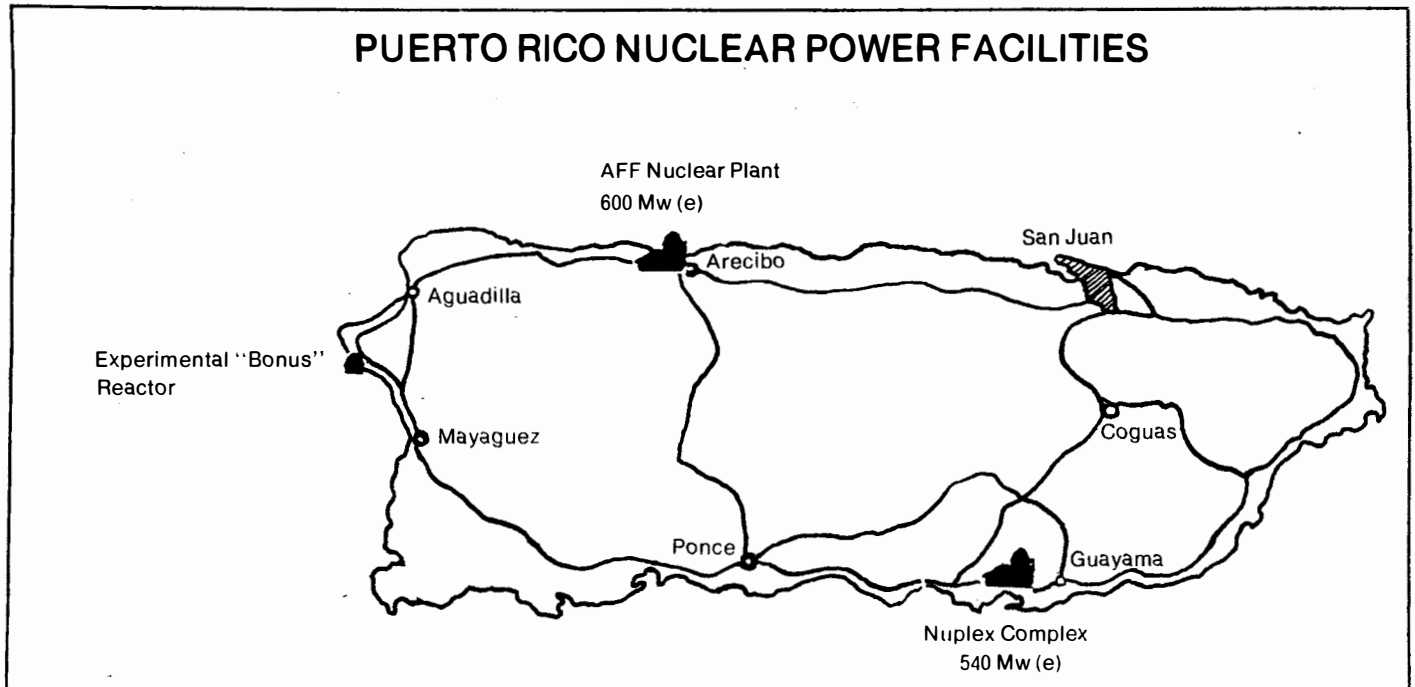 PUERTO RICO NUCLEAR POWER FACILITIES
AFF Nuclear Plant
600 Mw (e)
San Juan
Arecibo
Aguadilla
Experimental "Bonus"
Reactor
Mayaguez
Coguas
Ponce
Guayama
Nuplex Complex
540 Mw (e)